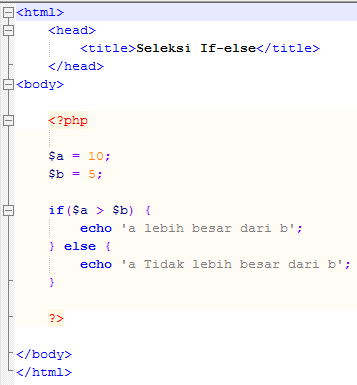 <html>
<head>
<title>Seleksi If-else</title>
</head>
<body>
<?php
$a = 10;
$b = 5;
if($a > $b) {
echo 'a lebih besar dari b';
} else {
echo 'a Tidak lebih besar dari b';
}
?>
</body>
</html>